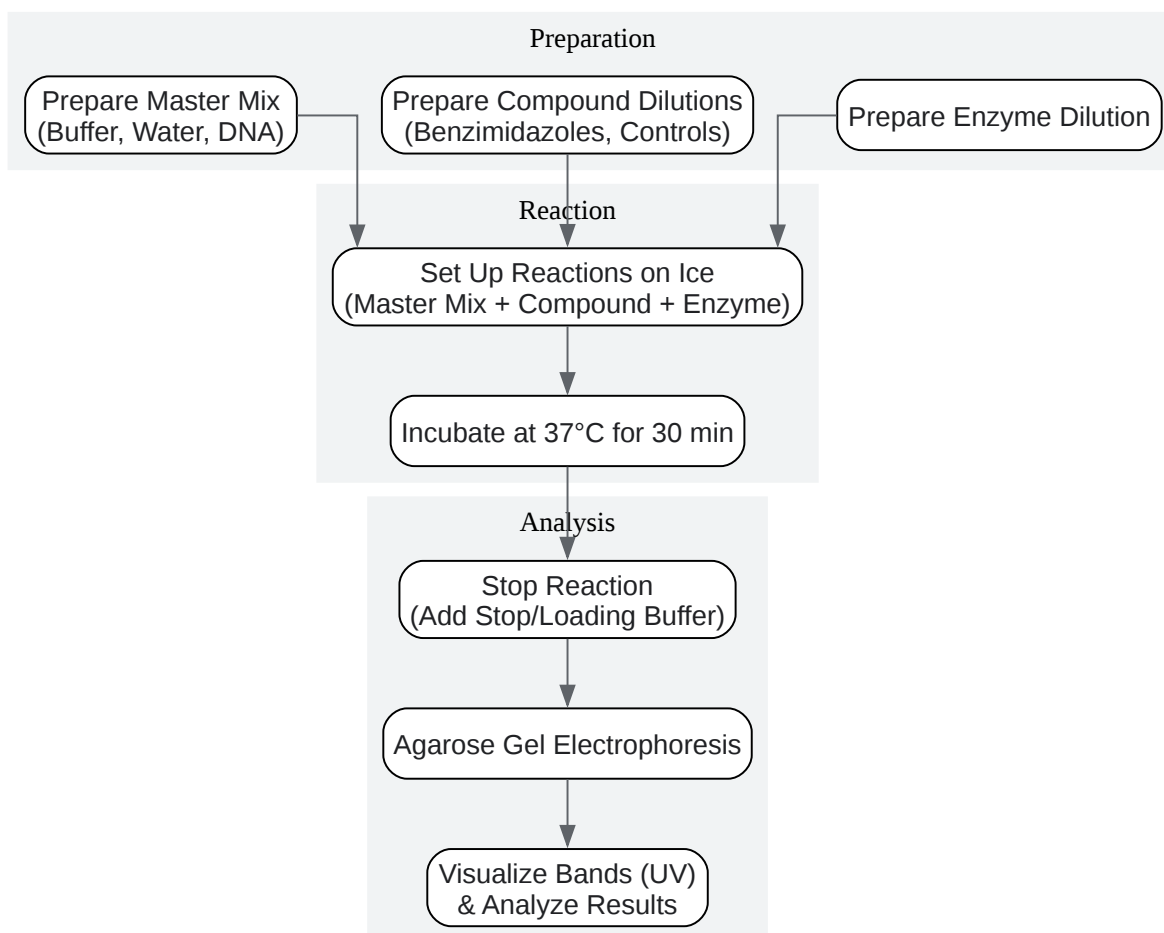 Preparation
Prepare Master Mix
(Buffer, Water, DNA)
Prepare Compound Dilutions
(Benzimidazoles, Controls)
Prepare Enzyme Dilution
Reaction
Set Up Reactions on Ice
(Master Mix + Compound + Enzyme)
Incubate at 37°C for 30 min
Analysis
Stop Reaction
(Add Stop/Loading Buffer)
Agarose Gel Electrophoresis
Visualize Bands (UV)
& Analyze Results